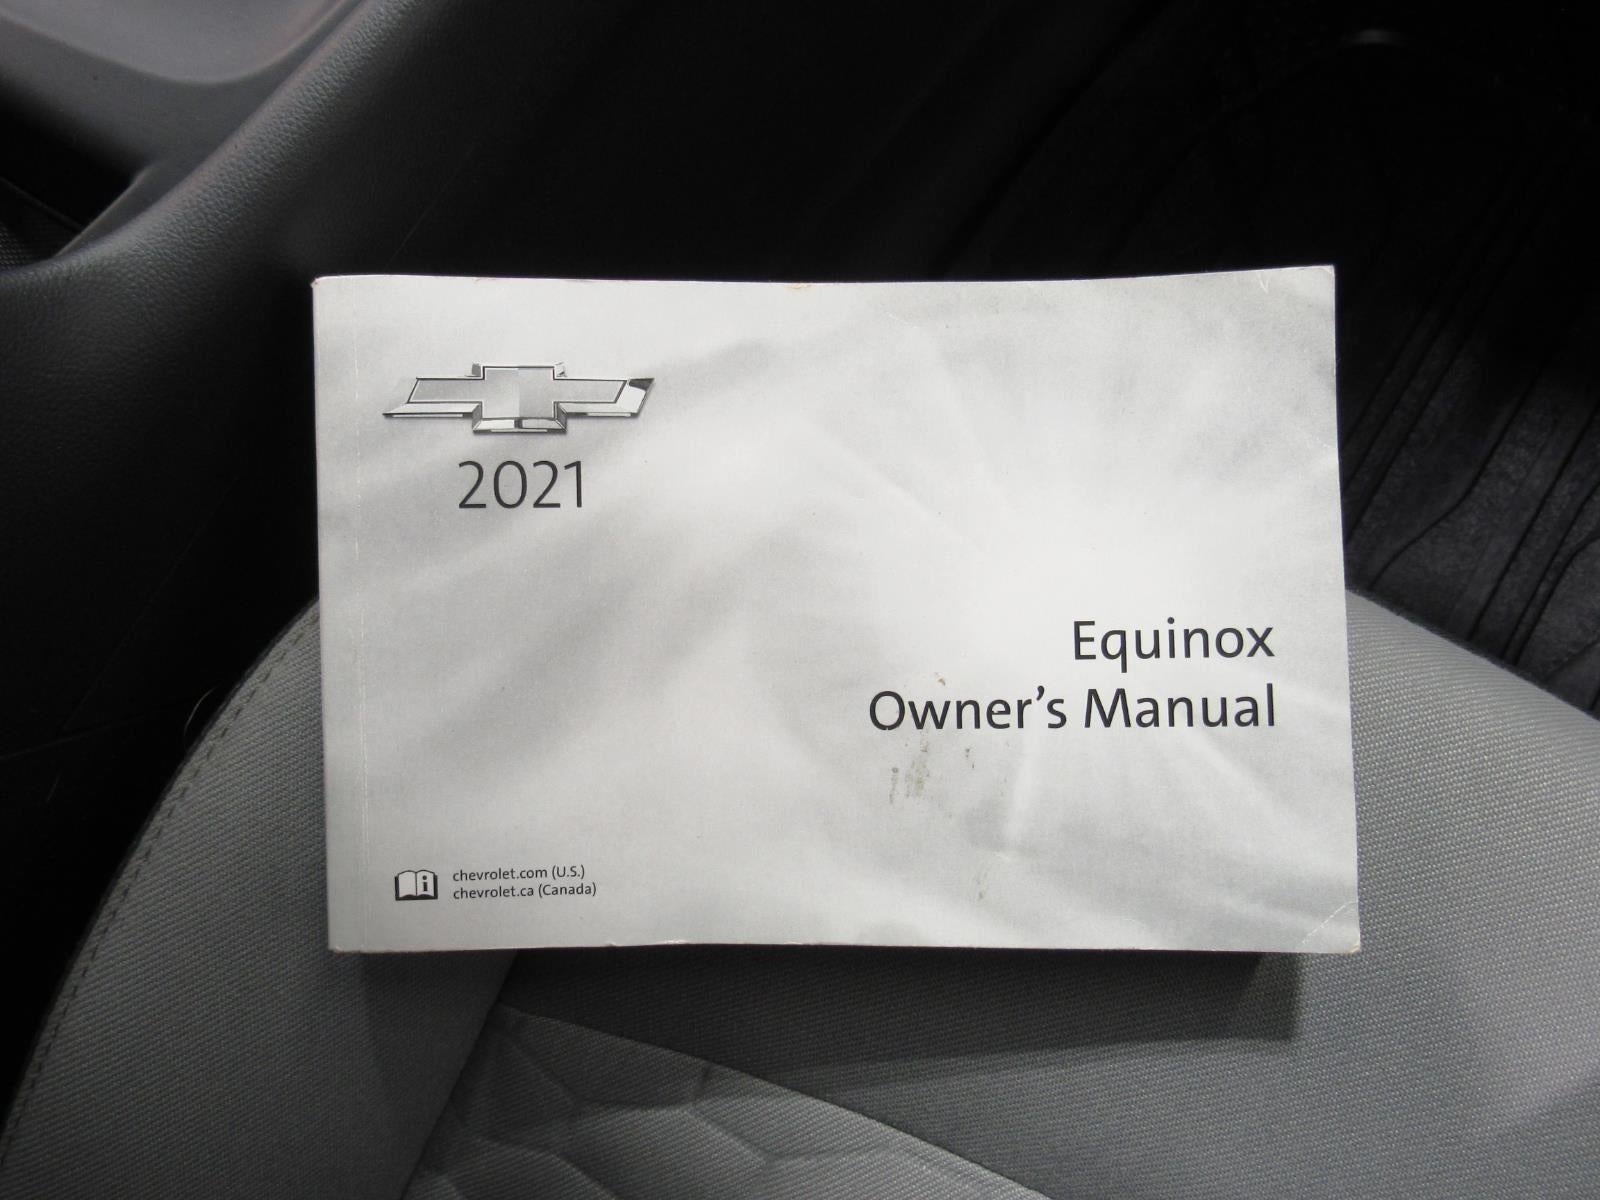 2021
Equinox
Owner's Manual
chevrolet.com (U.S.)
chevrolet.ca (Canada)